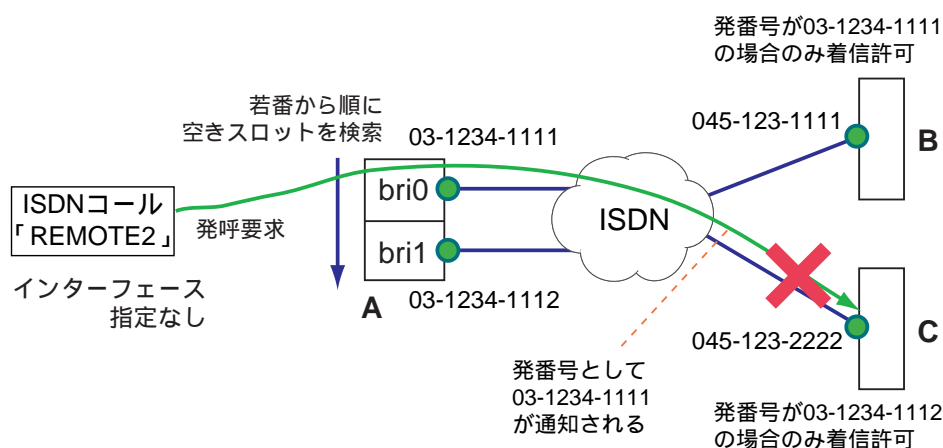 発番号が03-1234-1111
の場合のみ着信許可
若番から順に
空きスロットを検索
03-1234-1111
045-123-1111
B
bri0
ISDNコール
「REMOTE2」
発呼要求
ISDN
bri1
インターフェース
指定なし
A
03-1234-1112
045-123-2222
C
発番号として
03-1234-1111
が通知される
発番号が03-1234-1112
の場合のみ着信許可